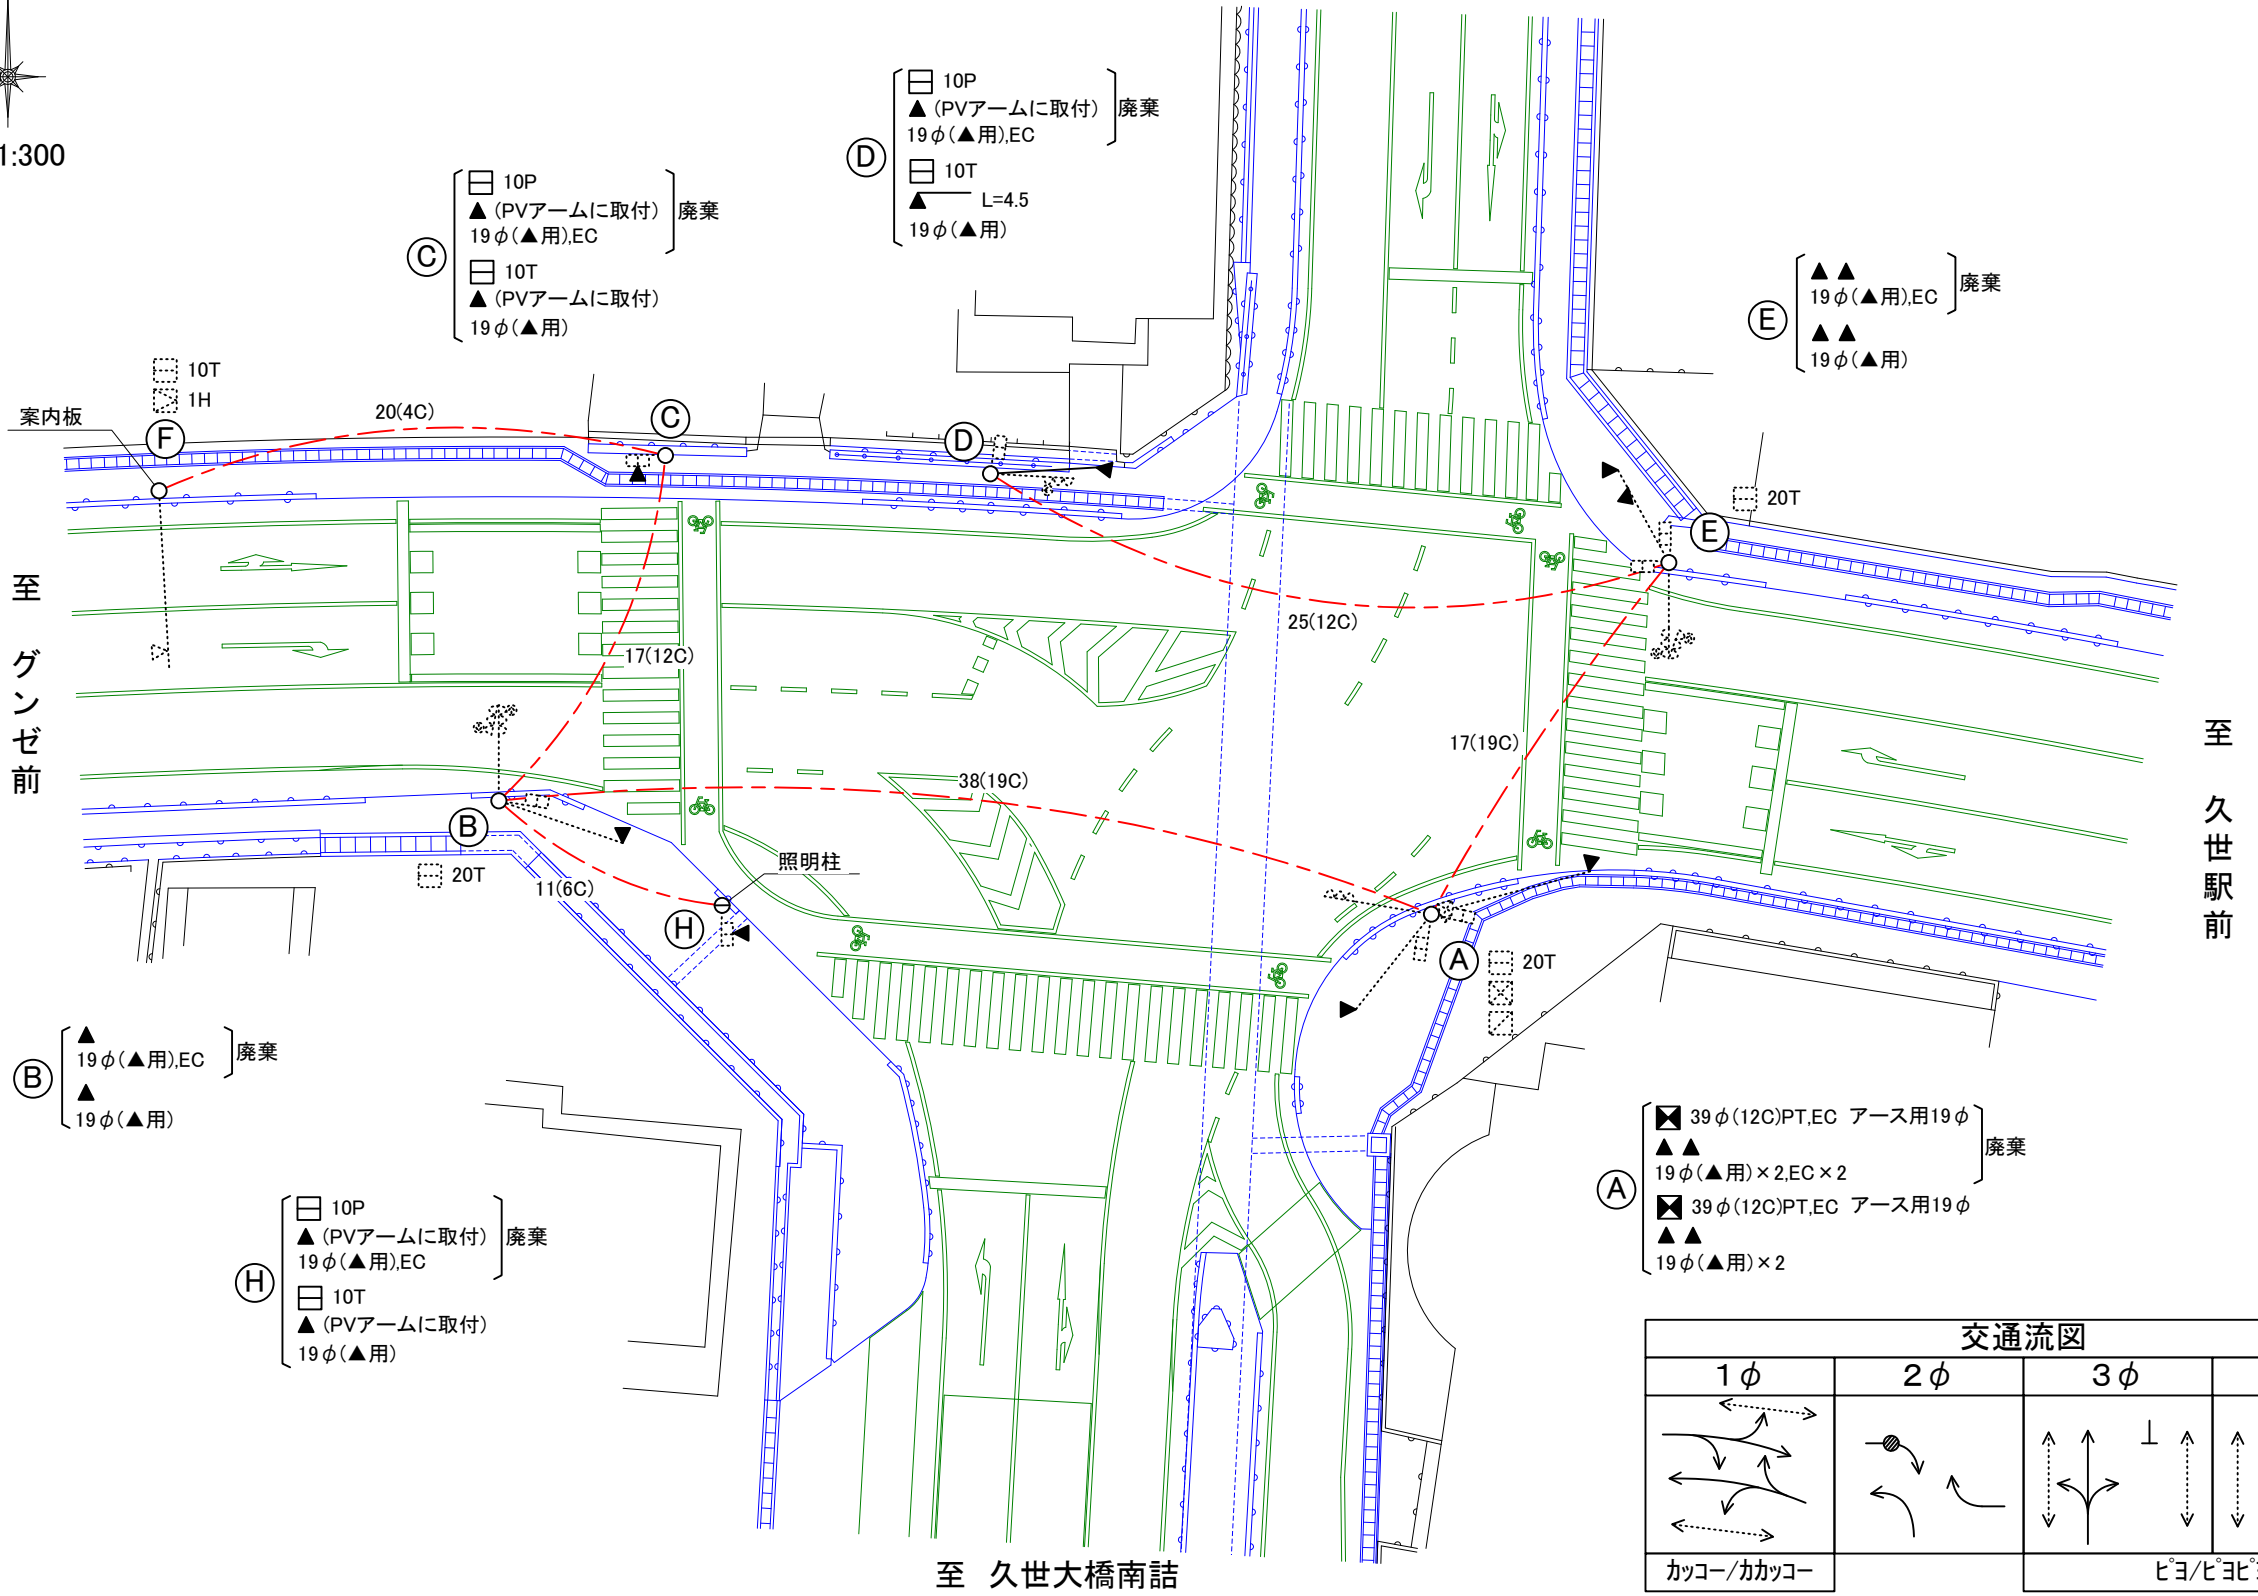 1:300
D
10P
▲(PVアームに取付)
19φ(▲用),EC
廃棄
10T
L=4.5
19φ(▲用)
C
10P
▲(PVアームに取付)
19φ(▲用),EC
廃棄
10T
▲(PVアームに取付)
19φ(▲用)
E
▲ ▲
19φ(▲用),EC
廃棄
▲ ▲
19φ(▲用)
10T
1H
案内板
F
20(4C)
C
D
20T
E
25(12C)
17(12C)
17(19C)
38(19C)
至 グンゼ前
至 久世駅前
B
20T
11(6C)
照明柱
H
A
20T
B
▲
19φ(▲用),EC
廃棄
▲
19φ(▲用)
A
39φ(12C)PT,EC アース用19φ
▲ ▲
19φ(▲用)×2,EC×2
廃棄
39φ(12C)PT,EC アース用19φ
▲ ▲
19φ(▲用)×2
H
10P
▲(PVアームに取付)
19φ(▲用),EC
廃棄
10T
▲(PVアームに取付)
19φ(▲用)
交通流図
1φ 2φ 3φ
カッコー/カカッコー
ピヨ/ピヨピ
至 久世大橋南詰